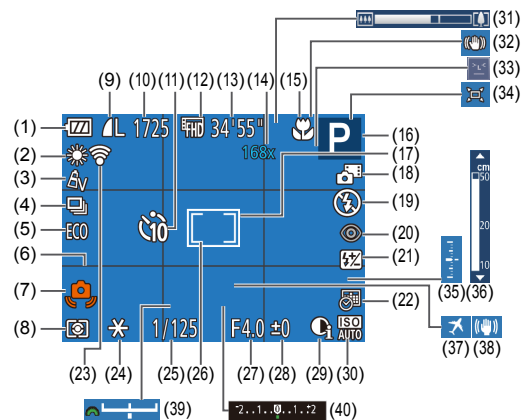 (31)
(32)
(33)
(34)
(9) (10) (11) (12) (13) (14) (15)
(1) L 1725 FHD 34'55" P (16)
168x
(2) (17)
(3) Av (18)
(4) (19)
(5) ECO 10 (20)
(6) (21)
(7) (22)
(8) 1/125 F4.0 ±0 i ISO AUTO
cm
50
20
10
(35) (36)
(23) (24) (25) (26) (27) (28) (29) (30)
(37) (38)
(39)
-2..1..0..1.:2 (40)